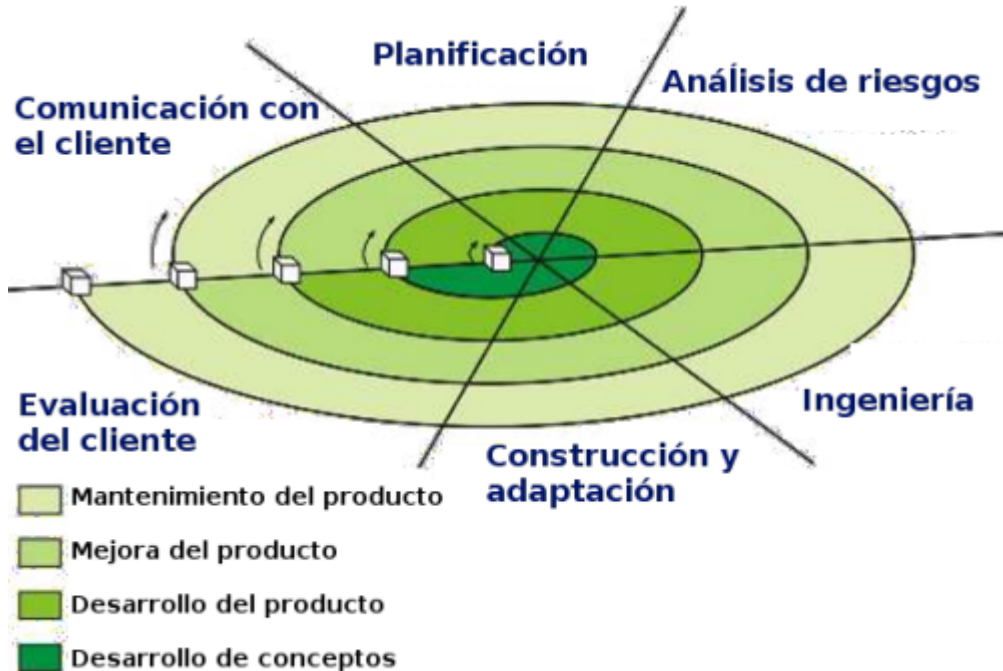 Planificación
Análisis de riesgos
Comunicación con
el cliente
Ingeniería
Evaluación
del cliente
Construcción y
adaptación
Mantenimiento del producto
Mejora del producto
Desarrollo del producto
Desarrollo de conceptos